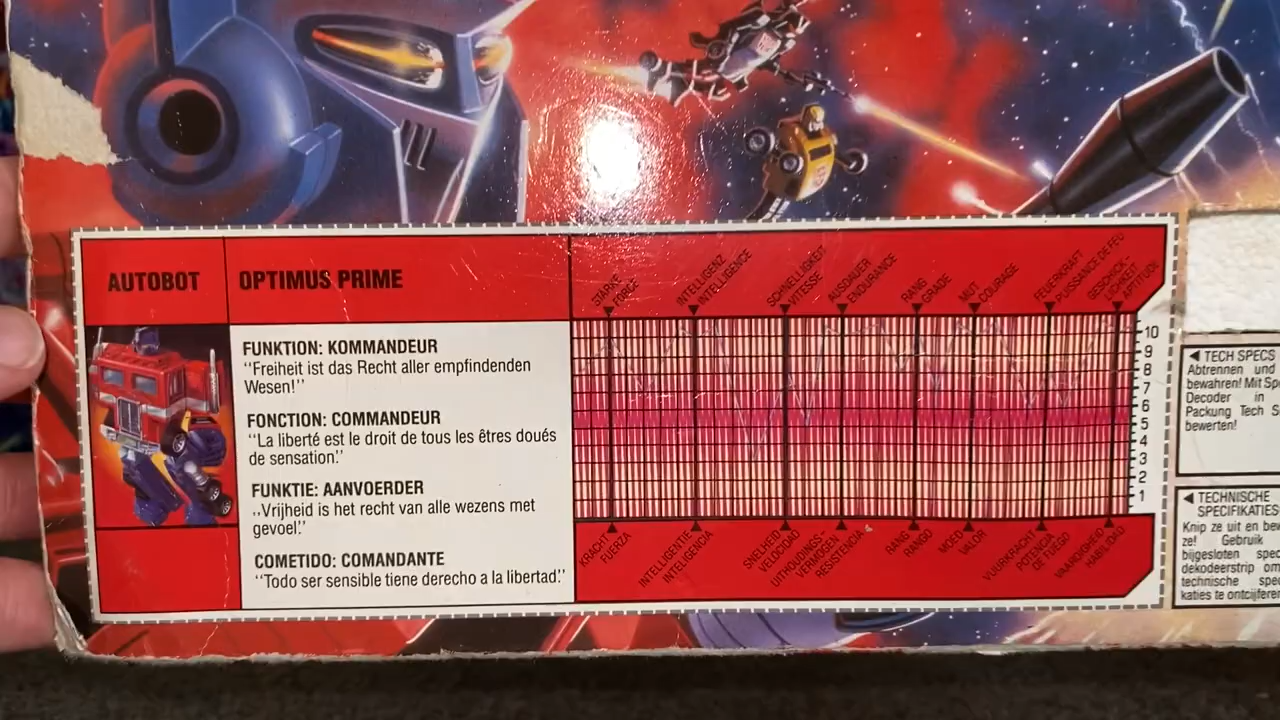 AUTOBOT
OPTIMUS PRIME
FUNKTION: KOMMANDEUR
“Freiheit ist das Recht aller empfindenden
Wesen!”
FONCTION: COMMANDEUR
“La liberté est le droit de tous les êtres doués
de sensation.”
FUNKTIE: AANVOERDER
„Vrijheid is het recht van alle wezens met
gevoel.”
COMETIDO: COMANDANTE
“Todo ser sensible tiene derecho a la libertad.”
STÄRKE
FORCE
INTELLIGENZ
INTELLIGENCE
SCHNELLIGKEIT
VITESSE
AUSDAUER
ENDURANCE
RANG
GRADE
MUT
COURAGE
FEUERKRAFT
PUISSANCE DE FEU
GESCHICK-
LICHKEIT
APTITUDE
10
9
8
7
6
5
4
3
2
1
KRACHT
FUERZA
INTELLIGENTIE
INTELIGENCIA
SNELHEID
VELOCIDAD
UITHOUDINGS-
VERMOGEN
RESISTENCIA
RANG
RANGO
MOED
VALOR
VUURKRACHT
POTENCIA
DE FUEGO
VAARDIGHEID
HABILIDAD
◀ TECH SPECS
Abtrennen und
bewahren! Mit
Decoder in
Packung Tech
bewerten!
◀ TECHNISCHE
SPECIFIKATIES
Knip ze uit en
ze! Gebruik
bijgesloten
dekodeerstrip om
technische
katies te ontcijferen